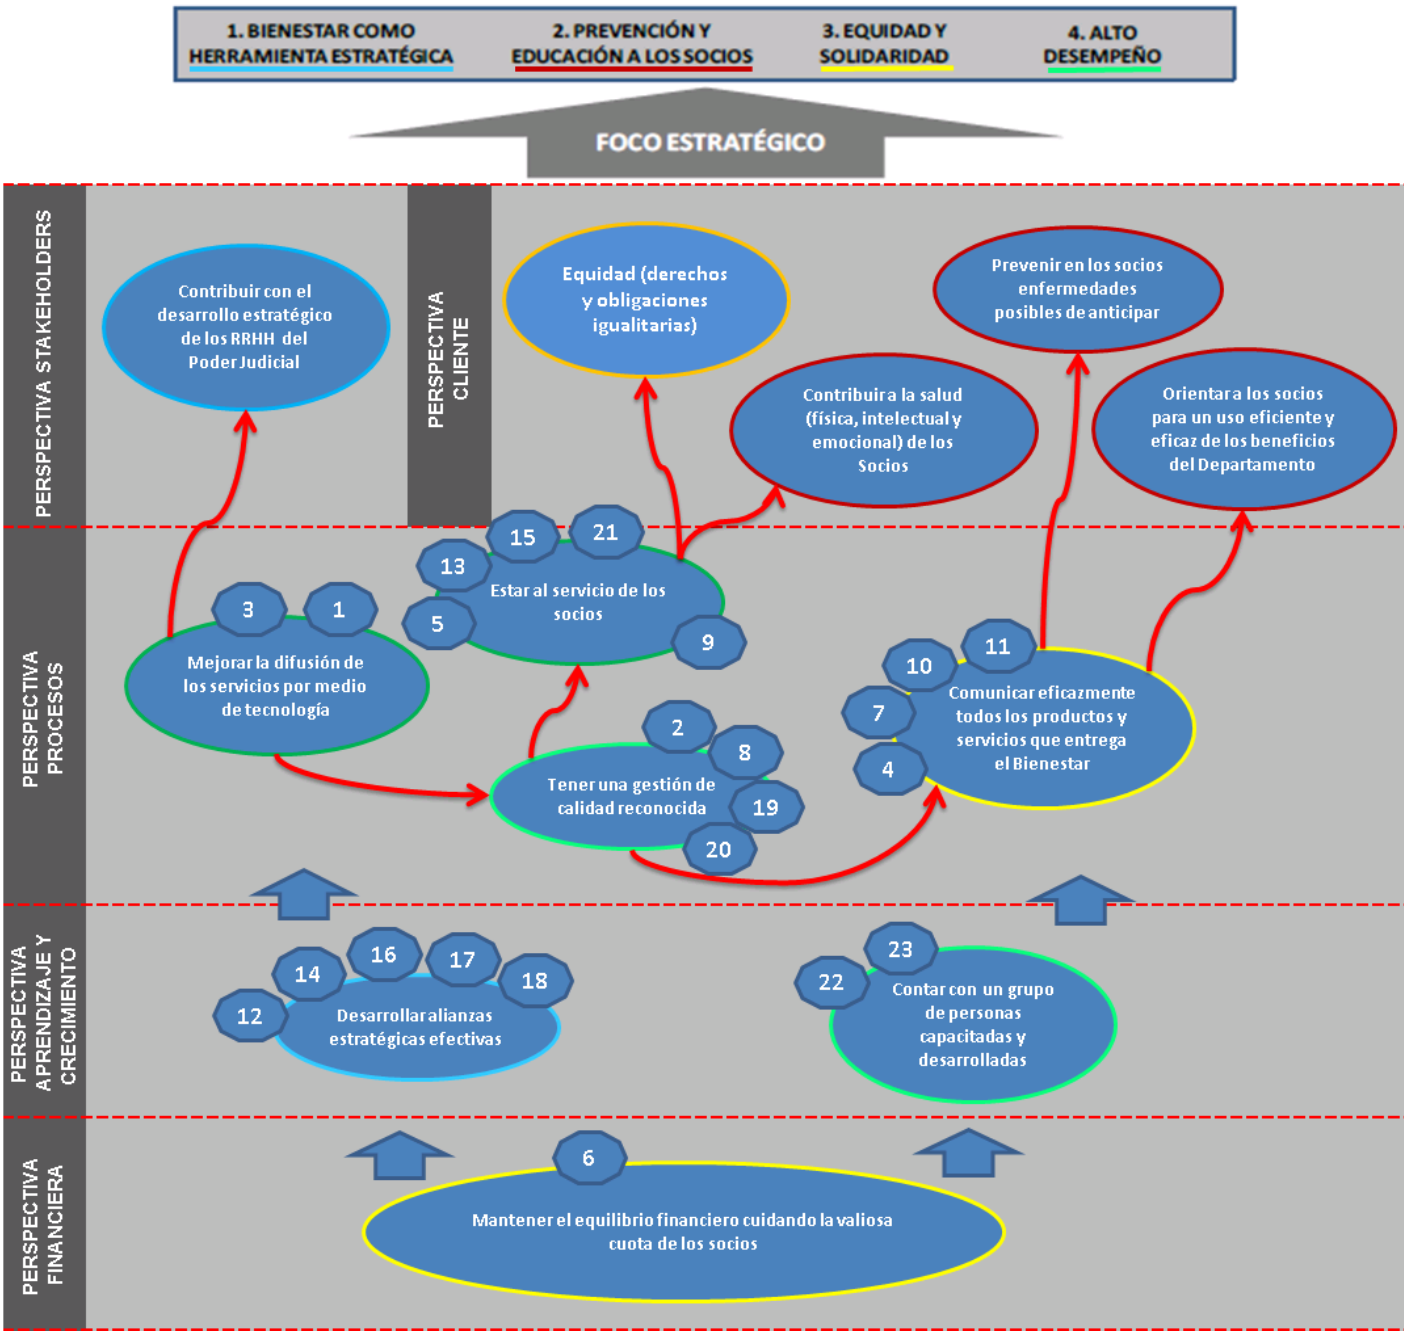 1. BIENESTAR COMO
HERRAMIENTA ESTRATÉGICA
2. PREVENCIÓN Y
EDUCACIÓN A LOS SOCIOS
3. EQUIDAD Y
SOLIDARIDAD
4. ALTO
DESEMPEÑO
FOCO ESTRATÉGICO
PERSPECTIVA STAKEHOLDERS
Contribuir con el
desarrollo estratégico
de los RRHH del
Poder Judicial
PERSPECTIVA
CLIENTE
Equidad (derechos
y obligaciones
igualitarias)
Contribuir a la salud
(física, intelectual y
emocional) de los
Socios
Prevenir en los socios
enfermedades
posibles de anticipar
Orientar a los socios
para un uso eficiente y
eficaz de los beneficios
del Departamento
PERSPECTIVA
PROCESOS
3
1
Mejorar la difusión de
los servicios por medio
de tecnología
5
13
15
21
9
Estar al servicio de los
socios
2
8
19
20
Tener una gestión de
calidad reconocida
11
10
7
4
Comunicar eficazmente
todos los productos y
servicios que entrega
el Bienestar
PERSPECTIVA
APRENDIZAJE Y
CRECIMIENTO
12
14
16
17
18
Desarrollar alianzas
estratégicas efectivas
22
23
Contar con un grupo
de personas
capacitadas y
desarrolladas
PERSPECTIVA
FINANCIERA
6
Mantener el equilibrio financiero cuidando la valiosa
cuota de los socios